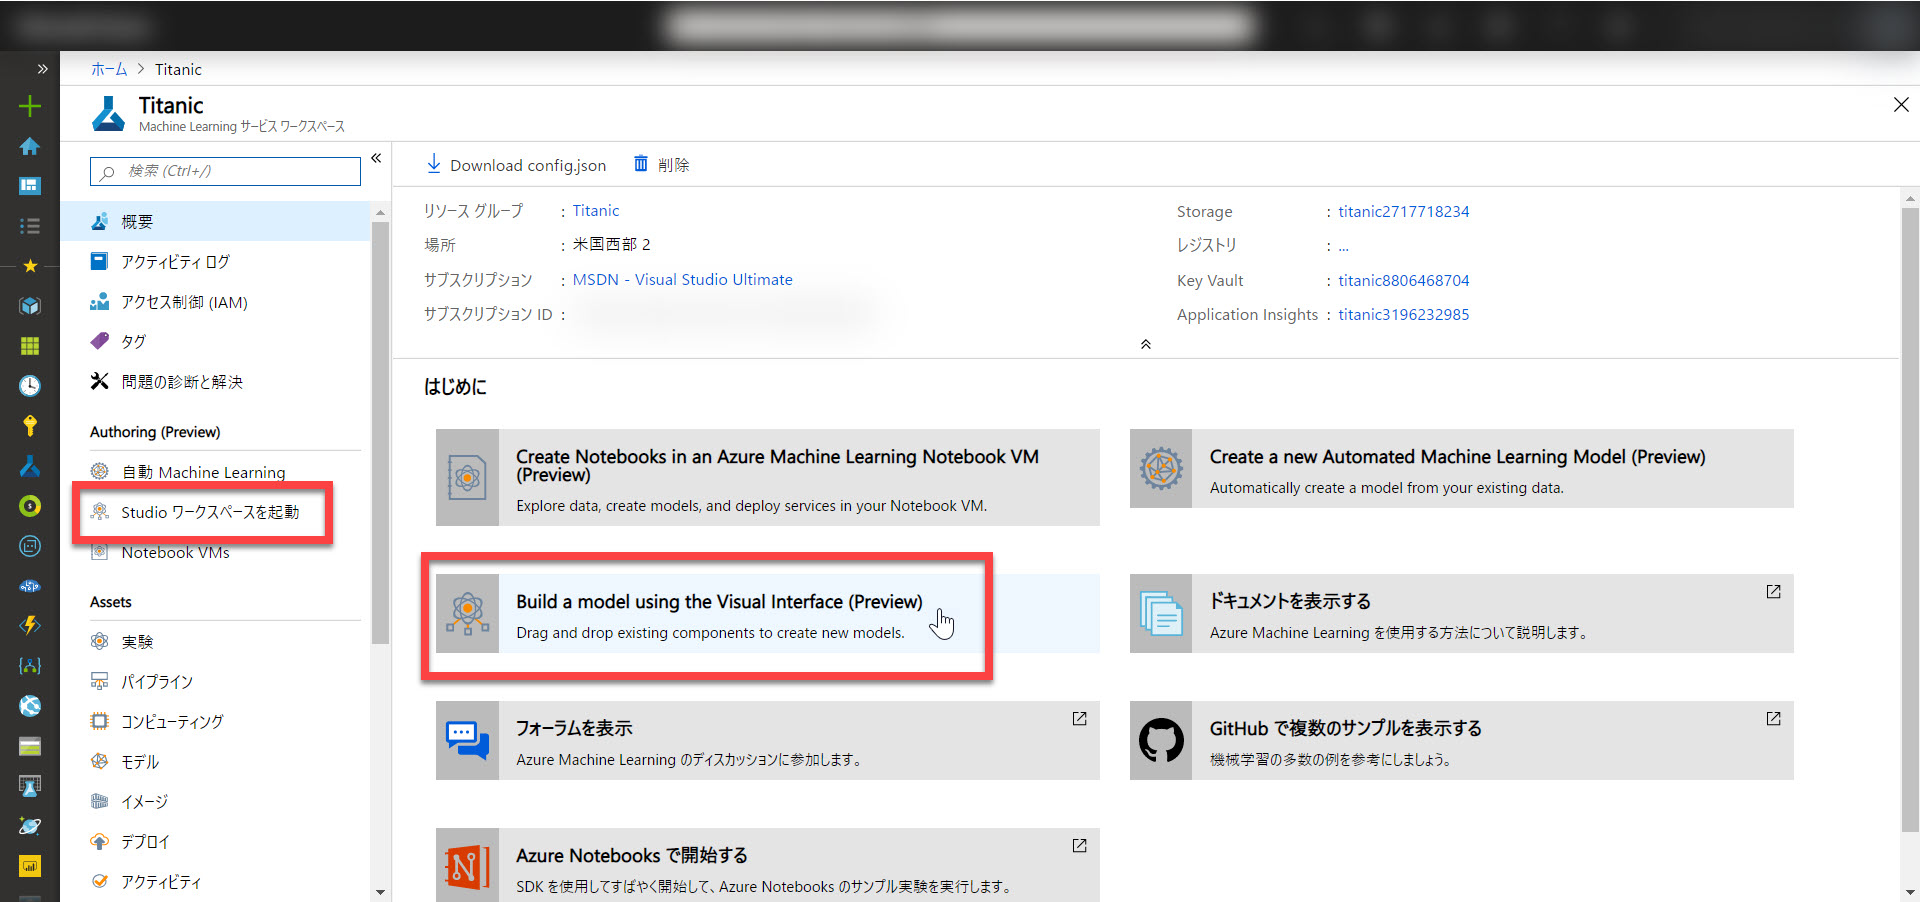 ホーム > Titanic
Titanic
Machine Learning サービス ワークスペース
検索 (Ctrl+/)
概要
アクティビティ ログ
アクセス制御 (IAM)
タグ
問題の診断と解決
Authoring (Preview)
自動 Machine Learning
Studio ワークスペースを起動
Notebook VMs
Assets
実験
パイプライン
コンピューティング
モデル
イメージ
デプロイ
アクティビティ
Download config.json
削除
リソース グループ : Titanic
場所 : 米国西部 2
サブスクリプション : MSDN - Visual Studio Ultimate
サブスクリプション ID :
Storage : titanic2717718234
レジストリ : ...
Key Vault : titanic8806468704
Application Insights : titanic3196232985
はじめに
Create Notebooks in an Azure Machine Learning Notebook VM
(Preview)
Explore data, create models, and deploy services in your Notebook VM.
Create a new Automated Machine Learning Model (Preview)
Automatically create a model from your existing data.
Build a model using the Visual Interface (Preview)
Drag and drop existing components to create new models.
ドキュメントを表示する
Azure Machine Learning を使用する方法について説明します。
フォーラムを表示
Azure Machine Learning のディスカッションに参加します。
GitHub で複数のサンプルを表示する
機械学習の多数の例を参考にしましょう。
Azure Notebooks で開始する
SDK を使用してすばやく開始して、Azure Notebooks のサンプル実験を実行します。